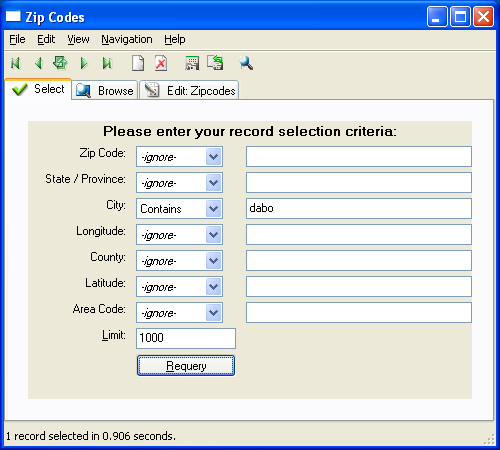 Zip Codes
File Edit View Navigation Help
Select Browse Edit: Zipcodes
Please enter your record selection criteria:
Zip Code: -ignore-
State / Province: -ignore-
City: Contains dabo
Longitude: -ignore-
County: -ignore-
Latitude: -ignore-
Area Code: -ignore-
Limit: 1000
Requery
1 record selected in 0.906 seconds.